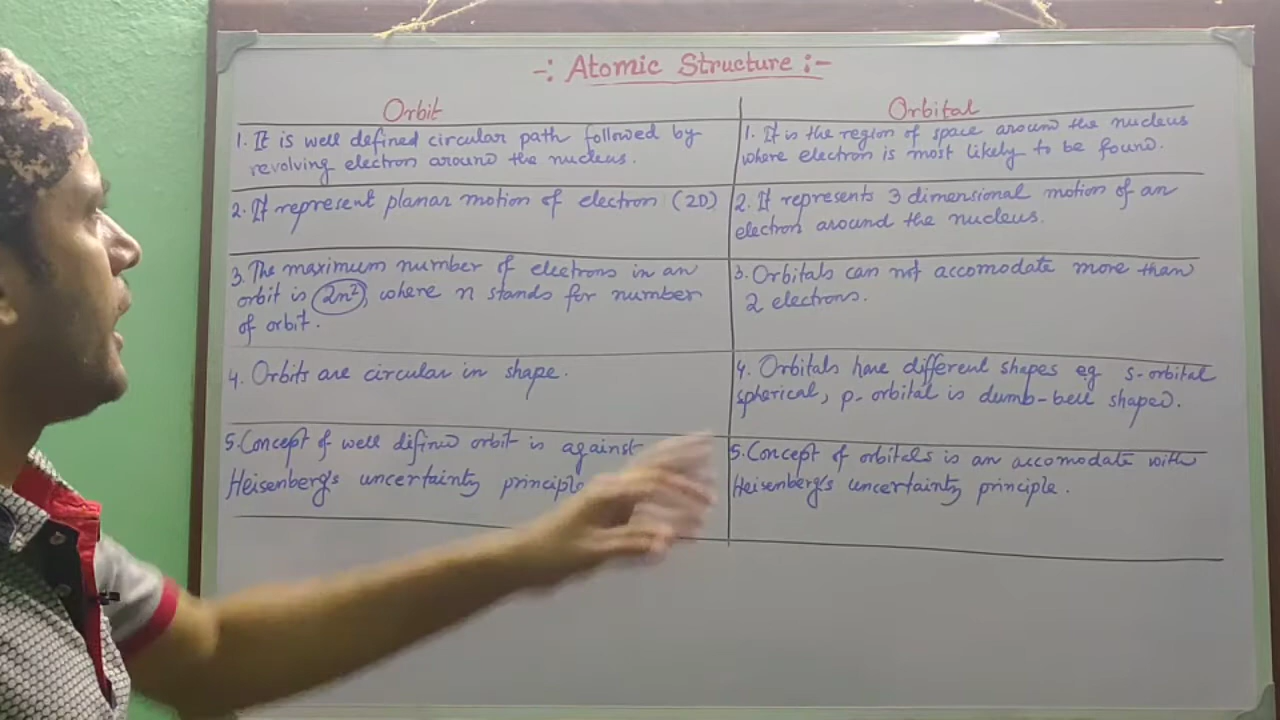 -: Atomic Structure :-
Orbit
1. It is well defined circular path followed by
revolving electron around the nucleus.
2. It represent planar motion of electron (2D)
3. The maximum number of electrons in an
orbit is 2n², where n stands for number
of orbit.
4. Orbits are circular in shape.
5. Concept of well difined orbit is against
Heisenberg's uncertainty principle
Orbital
1. It is the region of space around the nucleus
where electron is most likely to be found.
2. It represents 3 dimensional motion of an
electron around the nucleus.
3. Orbitals can not accomodate more than
2 electrons.
4. Orbitals have different shapes eg s-orbital
spherical, p-orbital is dumb-bell shaped.
5. Concept of orbitals is an accomodate with
Heisenberg's uncertainty principle.